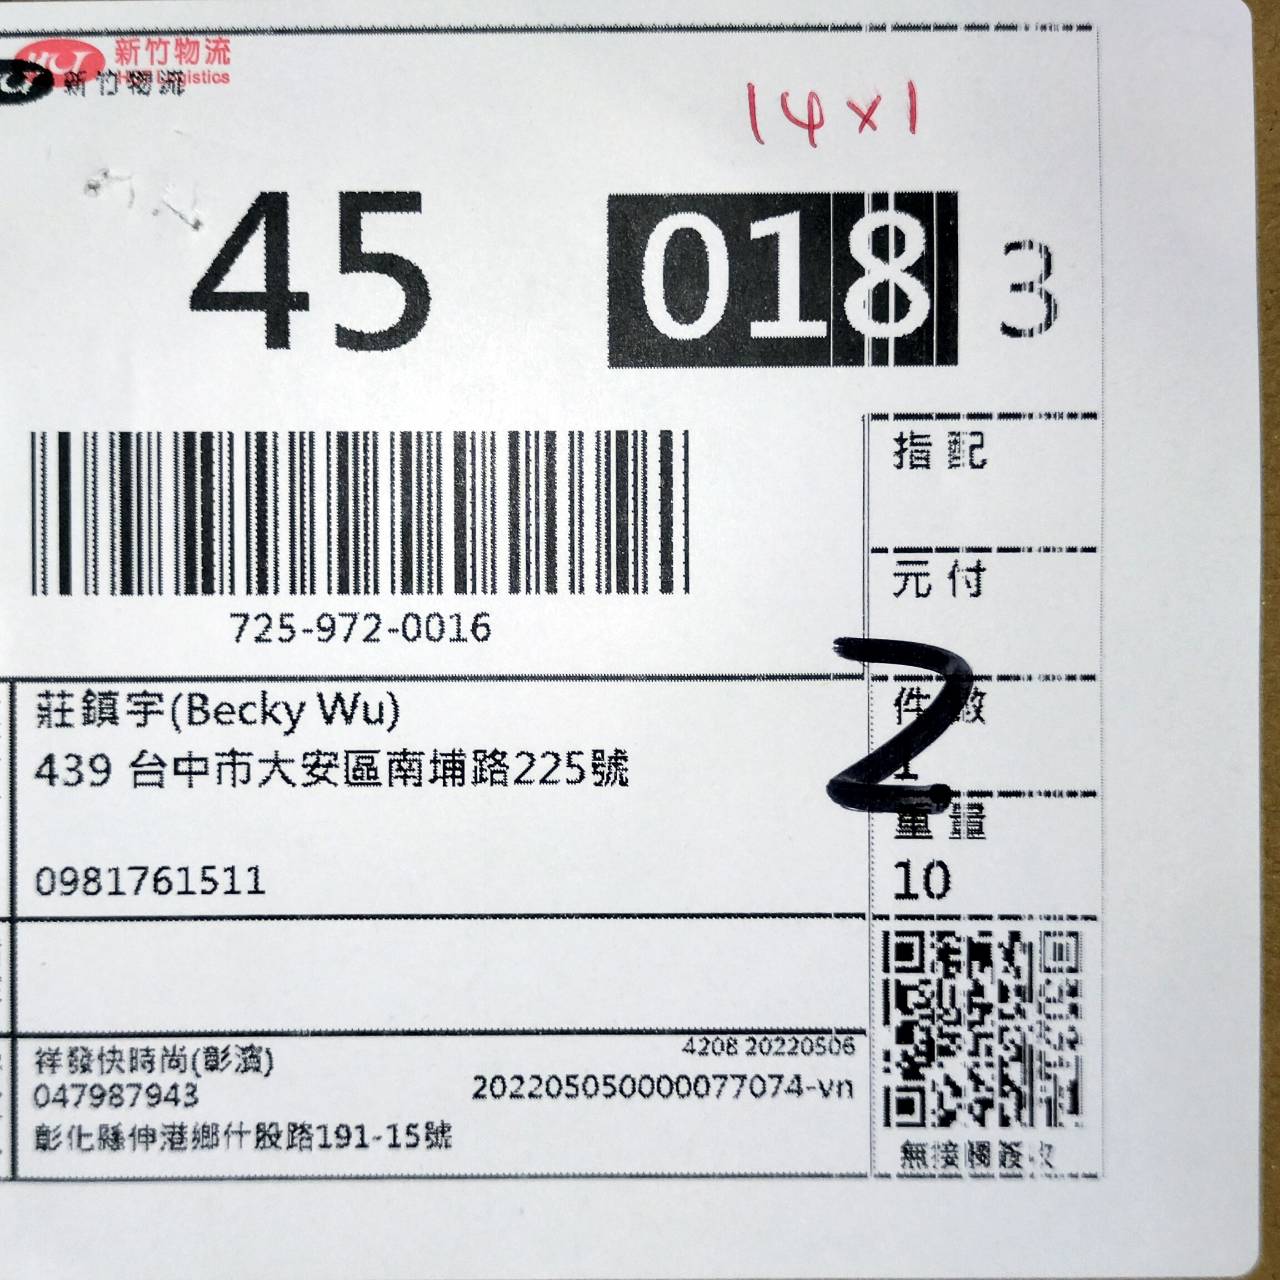 新竹物流
HCT Logistics
新竹物流
14x1
45 018 3
指配
725-972-0016
元付
莊鎮宇(Becky Wu)
439 台中市大安區南埔路225號
0981761511
件數
1
2
重量
10
祥發快時尚(彰濱)
4208 20220506
047987943
202205050000077074-vn
彰化縣伸港鄉什股路191-15號
無接觸簽收